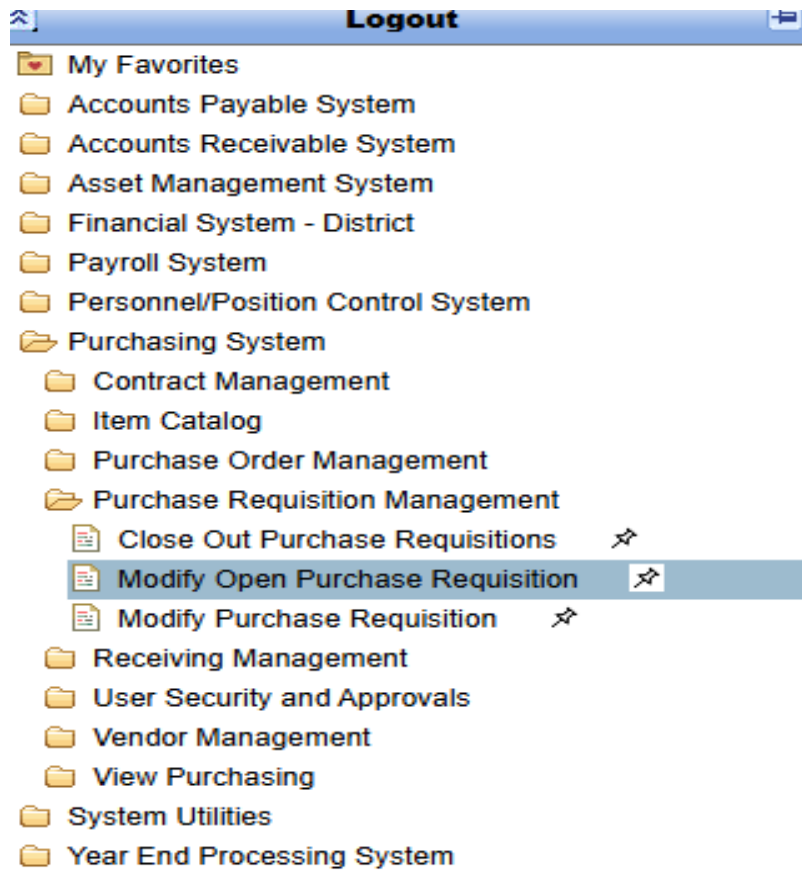 Logout
My Favorites
Accounts Payable System
Accounts Receivable System
Asset Management System
Financial System - District
Payroll System
Personnel/Position Control System
Purchasing System
Contract Management
Item Catalog
Purchase Order Management
Purchase Requisition Management
Close Out Purchase Requisitions
Modify Open Purchase Requisition
Modify Purchase Requisition
Receiving Management
User Security and Approvals
Vendor Management
View Purchasing
System Utilities
Year End Processing System